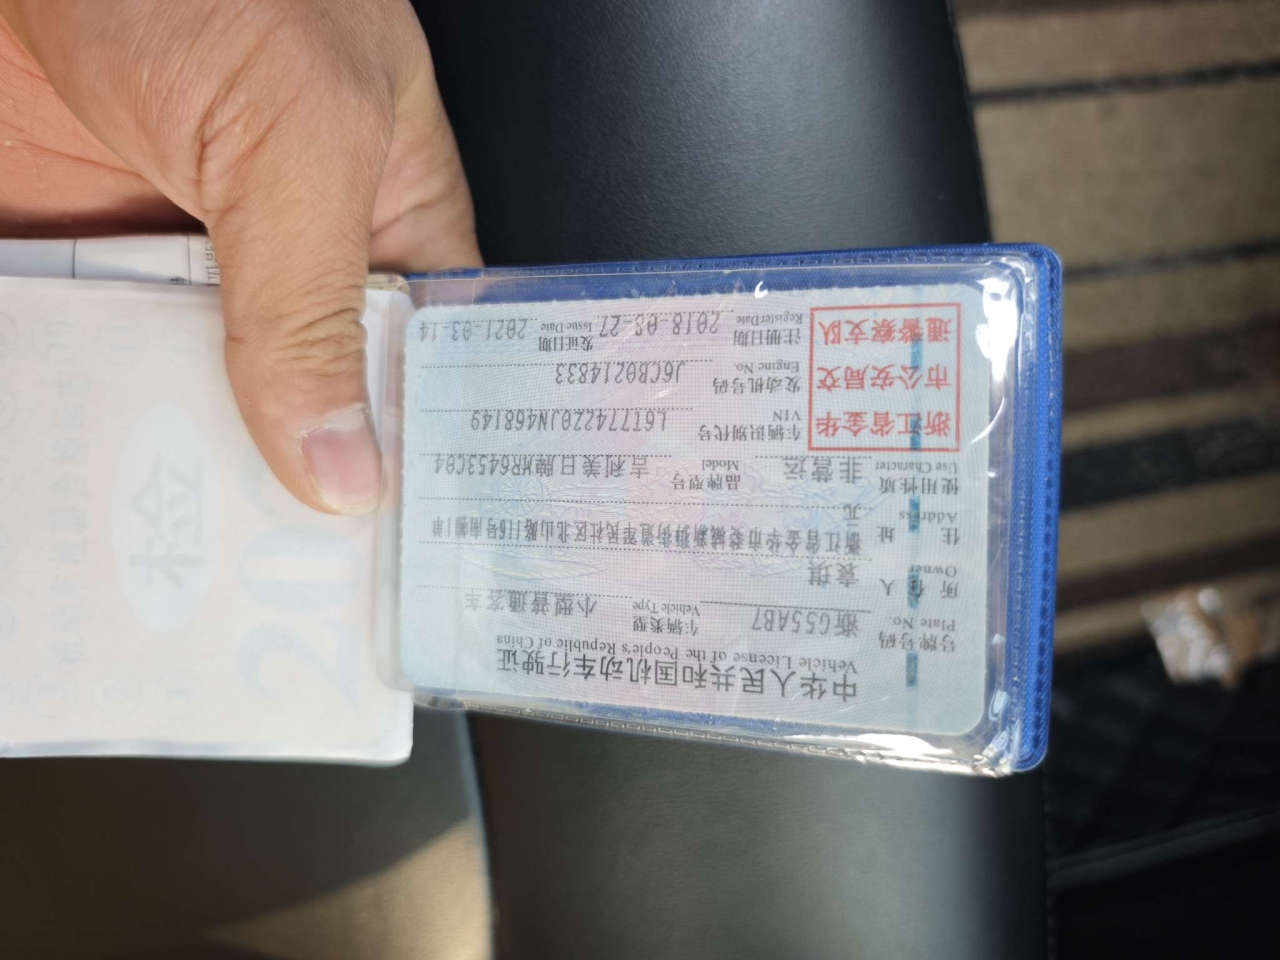 中华人民共和国机动车行驶证
Vehicle License of the People's Republic of China
号牌号码 浙G55AB7 车辆类型 小型普通客车
Plate No. Vehicle Type
所有人 袁琪
Owner
住址 浙江省金华市婺城新狮街道军民社区北山路116号南 1单
Address 元
使用性质 非营运 品牌型号 吉利美日牌MR6453C04
Use Character Model
浙江省金华
市公安局交
通警察支队
车辆识别代号 L6T7742Z0JN468149
VIN
发动机号码 J6CB0214833
Engine No.
注册日期 2018-08-27 发证日期 2021-03-14
Register Date Issue Date
检